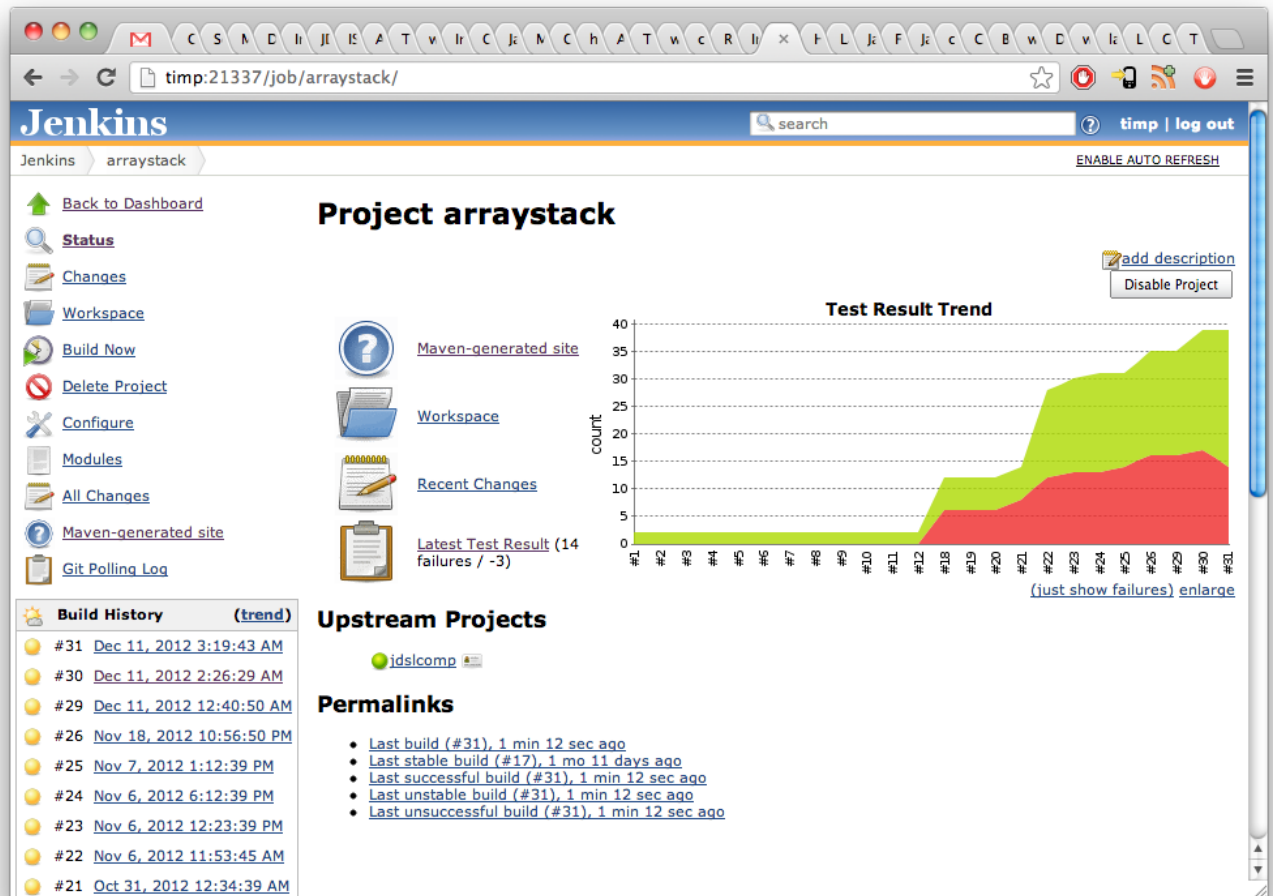 C S M D In JI IS A T w Ir C Ja N C h A T w c R Ir × H L Ja F Ja c C B w D w la L C T
timp:21337/job/arraystack/
Jenkins
search
timp | log out
Jenkins arraystack
ENABLE AUTO REFRESH
Back to Dashboard
Status
Changes
Workspace
Build Now
Delete Project
Configure
Modules
All Changes
Maven-generated site
Git Polling Log
Build History (trend)
#31 Dec 11, 2012 3:19:43 AM
#30 Dec 11, 2012 2:26:29 AM
#29 Dec 11, 2012 12:40:50 AM
#26 Nov 18, 2012 10:56:50 PM
#25 Nov 7, 2012 1:12:39 PM
#24 Nov 6, 2012 6:12:39 PM
#23 Nov 6, 2012 12:23:39 PM
#22 Nov 6, 2012 11:53:45 AM
#21 Oct 31, 2012 12:34:39 AM
Project arraystack
add description
Disable Project
Maven-generated site
Workspace
Recent Changes
Latest Test Result (14
failures / -3)
Test Result Trend
count
40
35
30
25
20
15
10
5
0
#1 #2 #3 #4 #5 #6 #7 #8 #9 #10 #11 #12 #18 #19 #20 #21 #22 #23 #24 #25 #26 #29 #30 #31
(just show failures) enlarge
Upstream Projects
jdslcomp
Permalinks
Last build (#31), 1 min 12 sec ago
Last stable build (#17), 1 mo 11 days ago
Last successful build (#31), 1 min 12 sec ago
Last unstable build (#31), 1 min 12 sec ago
Last unsuccessful build (#31), 1 min 12 sec ago